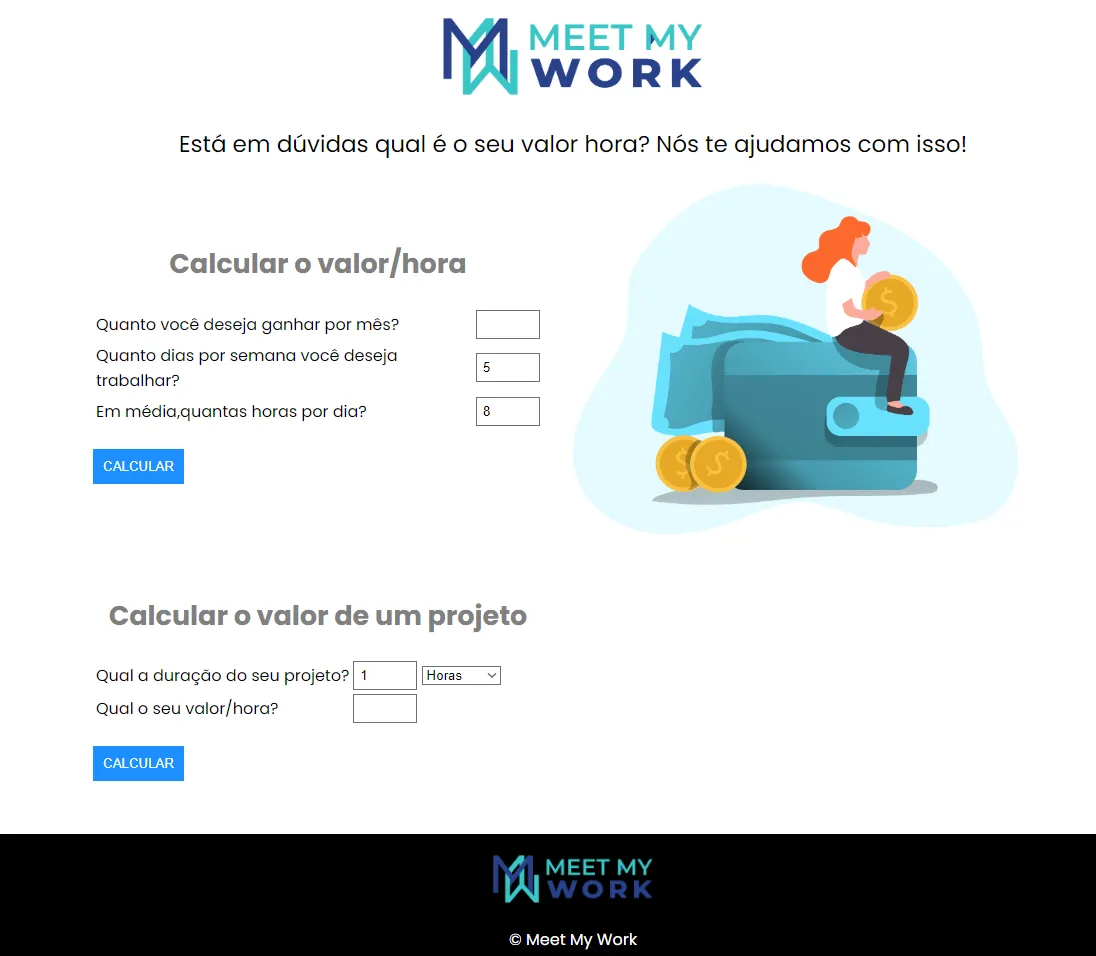 MEET MY
WORK
Está em dúvidas qual é o seu valor hora? Nós te ajudamos com isso!
Calcular o valor/hora
Quanto você deseja ganhar por mês?
Quanto dias por semana você deseja
trabalhar?
5
Em média,quantas horas por dia?
8
CALCULAR
$
$
$
Calcular o valor de um projeto
Qual a duração do seu projeto? 1 Horas
Qual o seu valor/hora?
CALCULAR
MEET MY
WORK
© Meet My Work